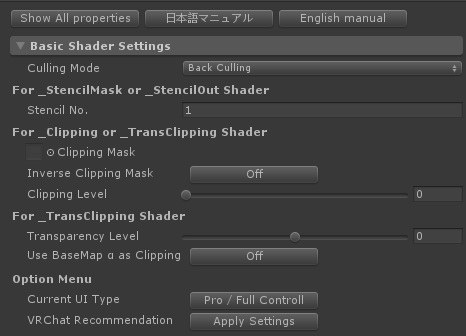 Show All properties
日本語マニュアル
English manual
Basic Shader Settings
Culling Mode
Back Culling
For _StencilMask or _StencilOut Shader
Stencil No.
1
For _Clipping or _TransClipping Shader
Clipping Mask
Inverse Clipping Mask
Off
Clipping Level
0
For _TransClipping Shader
Transparency Level
0
Use BaseMap α as Clipping
Off
Option Menu
Current UI Type
Pro / Full Controll
VRChat Recommendation
Apply Settings